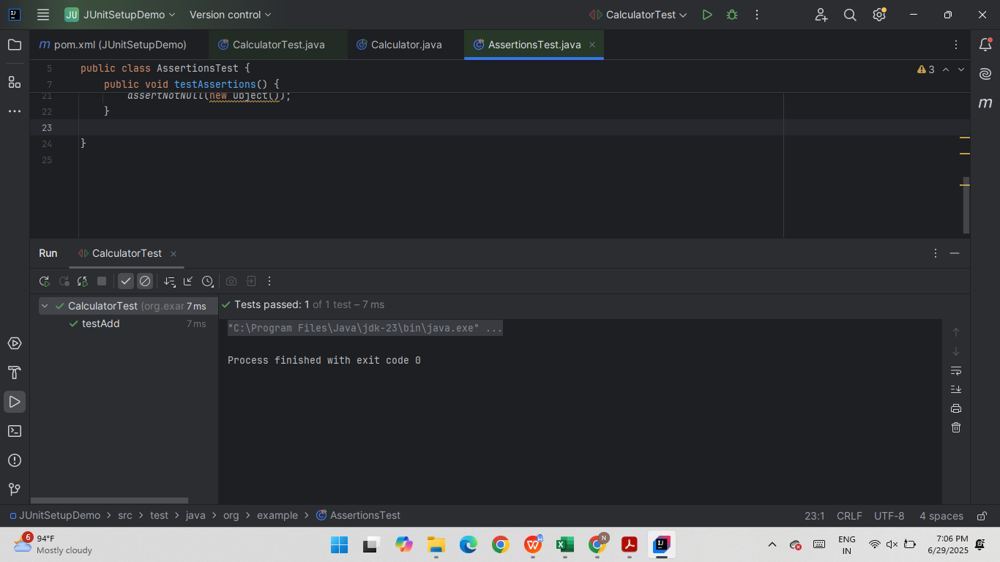 JU JUnitSetupDemo Version control CalculatorTest
pom.xml (JUnitSetupDemo) CalculatorTest.java Calculator.java AssertionsTest.java
5 public class AssertionsTest { 3
7 public void testAssertions() {
21 assertNotNull(new Object());
22 }
23
24 }
25
Run CalculatorTest
CalculatorTest (org.exar 7 ms
testAdd 7 ms
Tests passed: 1 of 1 test – 7 ms
"C:\Program Files\Java\jdk-23\bin\java.exe" ...
Process finished with exit code 0
JUnitSetupDemo > src > test > java > org > example > AssertionsTest 23:1 CRLF UTF-8 4 spaces
6 94°F
Mostly cloudy
N
ENG
IN
7:06 PM
6/29/2025